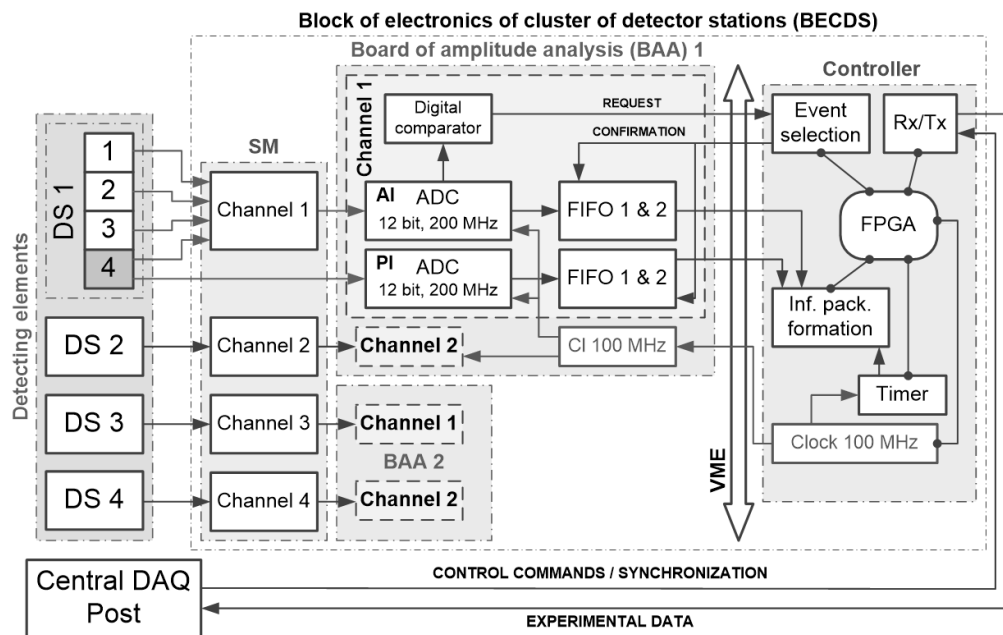 Block of electronics of cluster of detector stations (BECDS)
Board of amplitude analysis (BAA) 1
Controller
Detecting elements
DS 1
1
2
3
4
DS 2
DS 3
DS 4
SM
Channel 1
Channel 2
Channel 3
Channel 4
Channel 1
Digital
comparator
AI
ADC
12 bit, 200 MHz
PI
ADC
12 bit, 200 MHz
FIFO 1 & 2
FIFO 1 & 2
Channel 2
CI 100 MHz
REQUEST
CONFIRMATION
Channel 1
BAA 2
Channel 2
VME
Event
selection
Rx/Tx
FPGA
Inf. pack.
formation
Timer
Clock 100 MHz
Central DAQ
Post
CONTROL COMMANDS / SYNCHRONIZATION
EXPERIMENTAL DATA